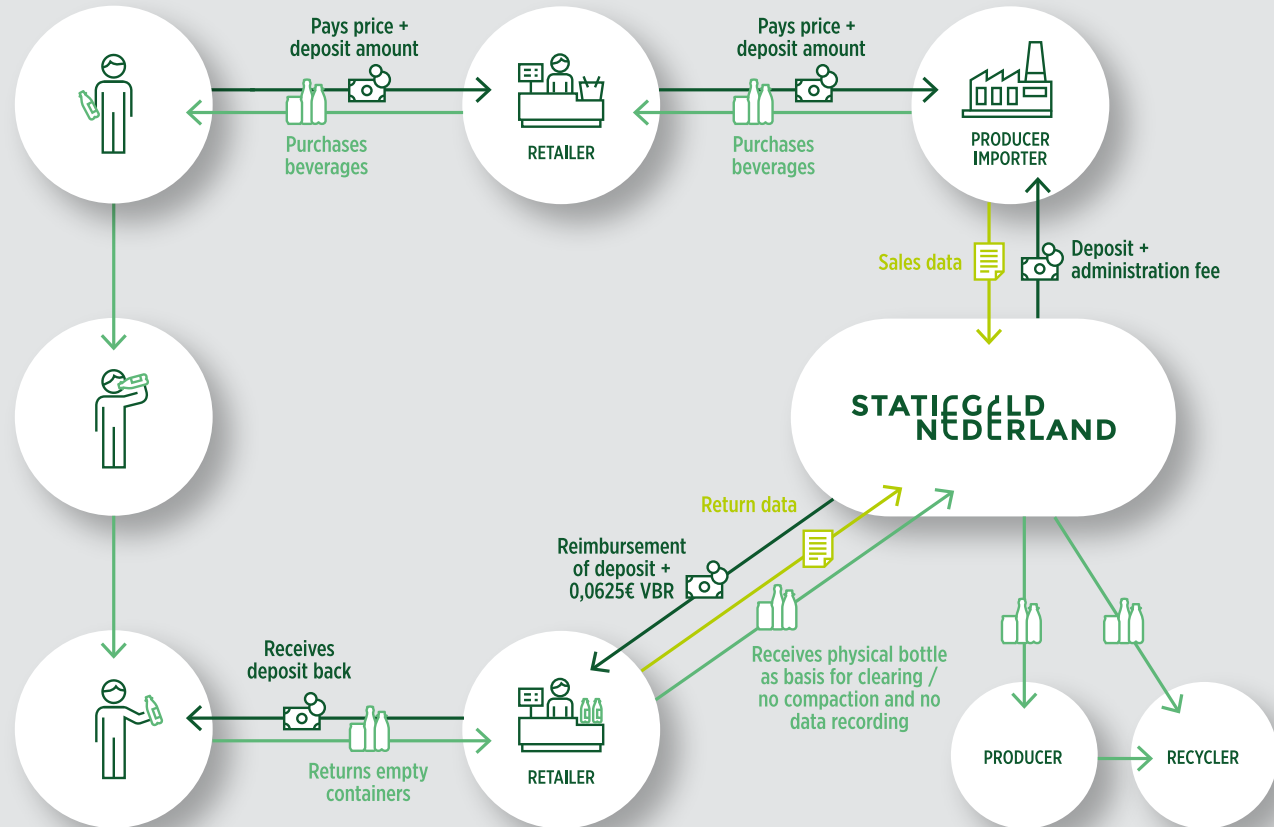 Pays price +
deposit amount
Purchases
beverages
RETAILER
Pays price +
deposit amount
Purchases
beverages
PRODUCER
IMPORTER
Sales data
Deposit +
administration fee
STATIEGELD
NEDERLAND
Return data
Reimbursement
of deposit +
0,0625€ VBR
Receives physical bottle
as basis for clearing /
no compaction and no
data recording
Receives
deposit back
Returns empty
containers
RETAILER
PRODUCER
RECYCLER